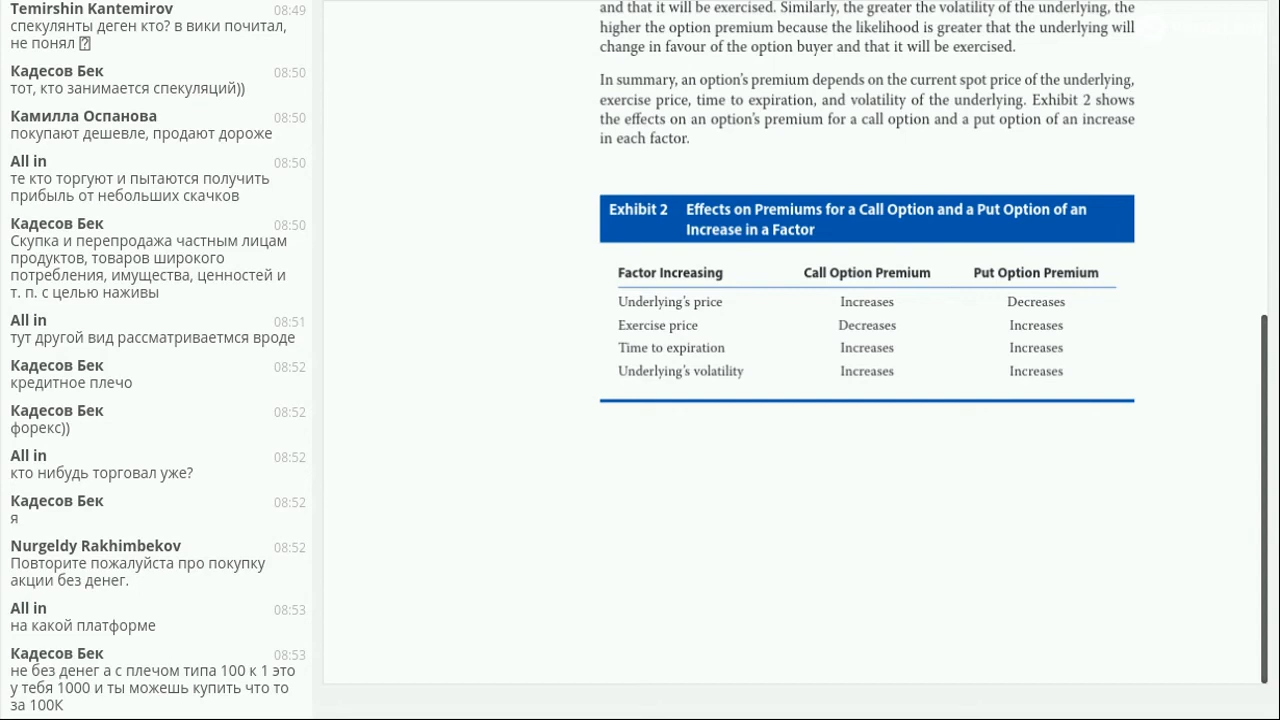 Temirshin Kantemirov 08:49
спекулянты деген кто? в вики почитал,
не понял
Кадесов Бек 08:50
тот, кто занимается спекуляций))
Камилла Оспанова 08:50
покупают дешевле, продают дороже
All in 08:50
те кто торгуют и пытаются получить
прибыль от небольших скачков
Кадесов Бек 08:50
Скупка и перепродажа частным лицам
продуктов, товаров широкого
потребления, имущества, ценностей и
т. п. с целью наживы
All in 08:51
тут другой вид рассматриваетмся вроде
Кадесов Бек 08:52
кредитное плечо
Кадесов Бек 08:52
форекс))
All in 08:52
кто нибудь торговал уже?
Кадесов Бек 08:52
я
Nurgeldy Rakhimbekov 08:52
Повторите пожалуйста про покупку
акции без денег.
All in 08:53
на какой платформе
Кадесов Бек 08:53
не без денег а с плечом типа 100 к 1 это
у тебя 1000 и ты можешь купить что то
за 100К
and that it will be exercised. Similarly, the greater the volatility of the underlying, the
higher the option premium because the likelihood is greater that the underlying will
change in favour of the option buyer and that it will be exercised.
In summary, an option's premium depends on the current spot price of the underlying,
exercise price, time to expiration, and volatility of the underlying. Exhibit 2 shows
the effects on an option's premium for a call option and a put option of an increase
in each factor.
Exhibit 2 Effects on Premiums for a Call Option and a Put Option of an
Increase in a Factor
Factor Increasing Call Option Premium Put Option Premium
Underlying's price Increases Decreases
Exercise price Decreases Increases
Time to expiration Increases Increases
Underlying's volatility Increases Increases